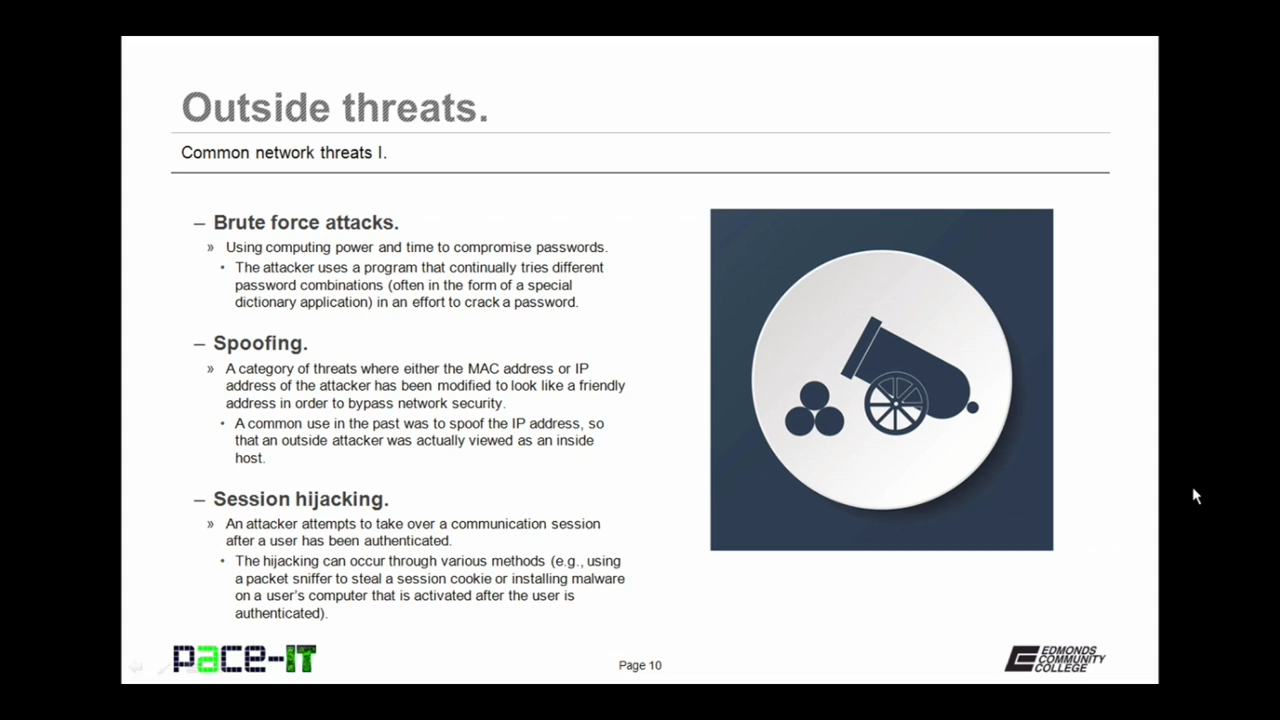 Outside threats.
Common network threats I.
– Brute force attacks.
» Using computing power and time to compromise passwords.
• The attacker uses a program that continually tries different
password combinations (often in the form of a special
dictionary application) in an effort to crack a password.
– Spoofing.
» A category of threats where either the MAC address or IP
address of the attacker has been modified to look like a friendly
address in order to bypass network security.
• A common use in the past was to spoof the IP address, so
that an outside attacker was actually viewed as an inside
host.
– Session hijacking.
» An attacker attempts to take over a communication session
after a user has been authenticated.
• The hijacking can occur through various methods (e.g., using
a packet sniffer to steal a session cookie or installing malware
on a user's computer that is activated after the user is
authenticated).
pace-IT
Page 10
EDMONDS
COMMUNITY
COLLEGE